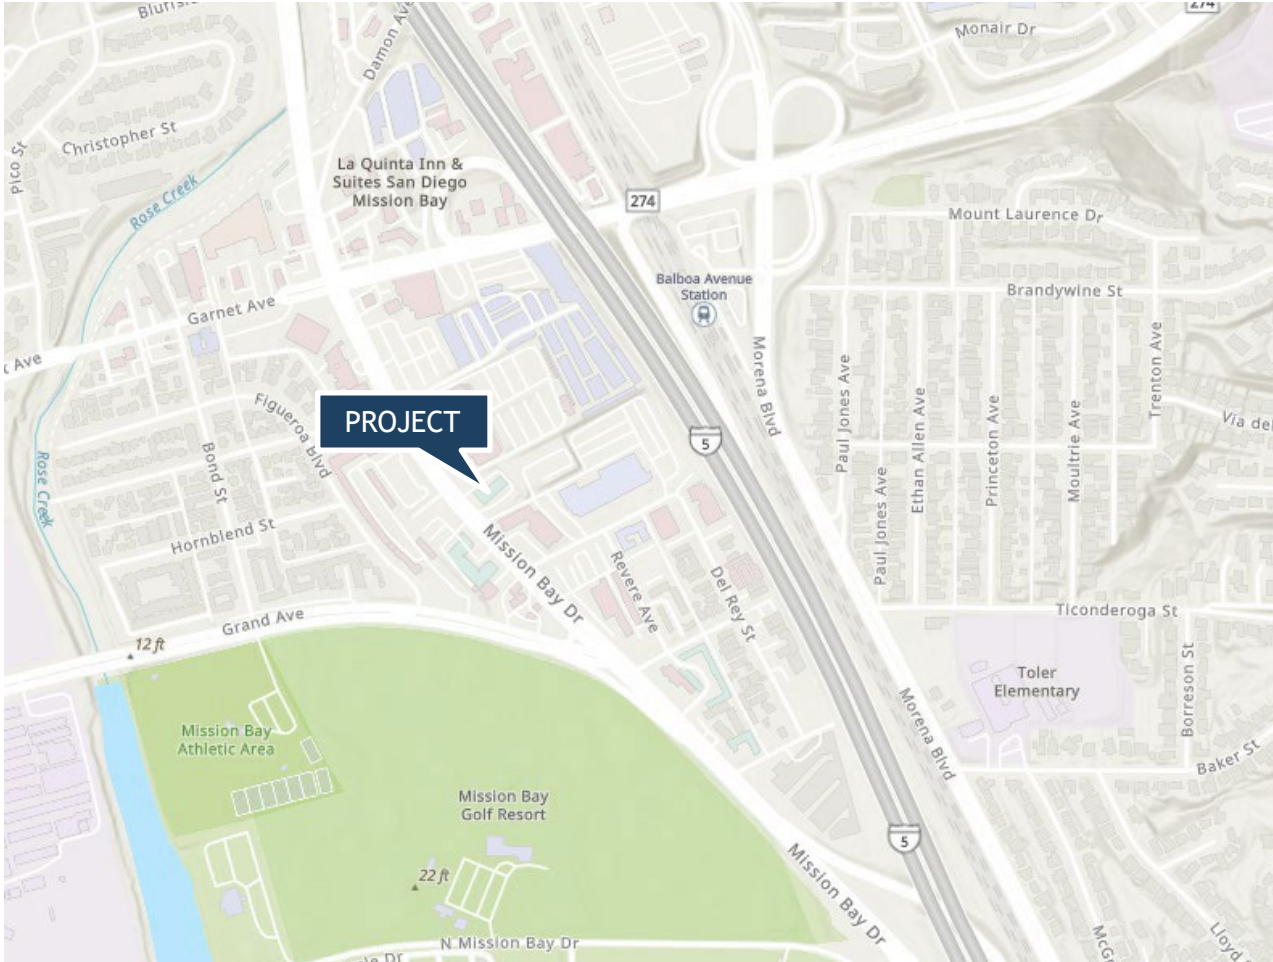 274
Monair Dr
Damon Ave
Christopher St
Pico St
La Quinta Inn &
Suites San Diego
Mission Bay
Rose Creek
274
Mount Laurence Dr
Balboa Avenue
Station
Brandywine St
Garnet Ave
Ave
Morena Blvd
Trenton Ave
Paul Jones Ave
Ethan Allen Ave
Princeton Ave
Moultrie Ave
Figueroa Blvd
PROJECT
Via del
5
Bond St
Rose Creek
Paul Jones Ave
Hornblend St
Mission Bay Dr
Revere Ave
Del Rey St
Grand Ave
Ticonderoga St
12 ft
Toler
Elementary
Borreson St
Mission Bay
Athletic Area
Morena Blvd
Baker St
Mission Bay
Golf Resort
5
22 ft
Mission Bay Dr
N Mission Bay Dr
Dr
Lloyd